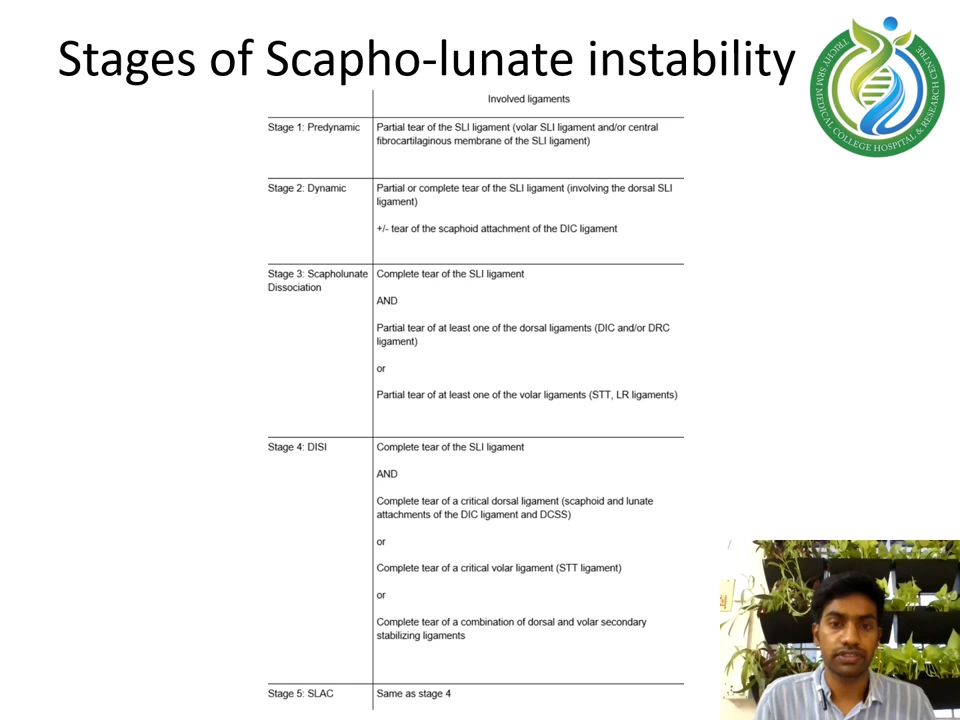 Stages of Scapho-lunate instability
TRICHY SRM MEDICAL COLLEGE HOSPITAL & RESEARCH CENTRE
Involved ligaments
Stage 1: Predynamic
Partial tear of the SLI ligament (volar SLI ligament and/or central
fibrocartilaginous membrane of the SLI ligament)
Stage 2: Dynamic
Partial or complete tear of the SLI ligament (involving the dorsal SLI
ligament)
+/- tear of the scaphoid attachment of the DIC ligament
Stage 3: Scapholunate
Dissociation
Complete tear of the SLI ligament
AND
Partial tear of at least one of the dorsal ligaments (DIC and/or DRC
ligament)
or
Partial tear of at least one of the volar ligaments (STT, LR ligaments)
Stage 4: DISI
Complete tear of the SLI ligament
AND
Complete tear of a critical dorsal ligament (scaphoid and lunate
attachments of the DIC ligament and DCSS)
or
Complete tear of a critical volar ligament (STT ligament)
or
Complete tear of a combination of dorsal and volar secondary
stabilizing ligaments
Stage 5: SLAC
Same as stage 4